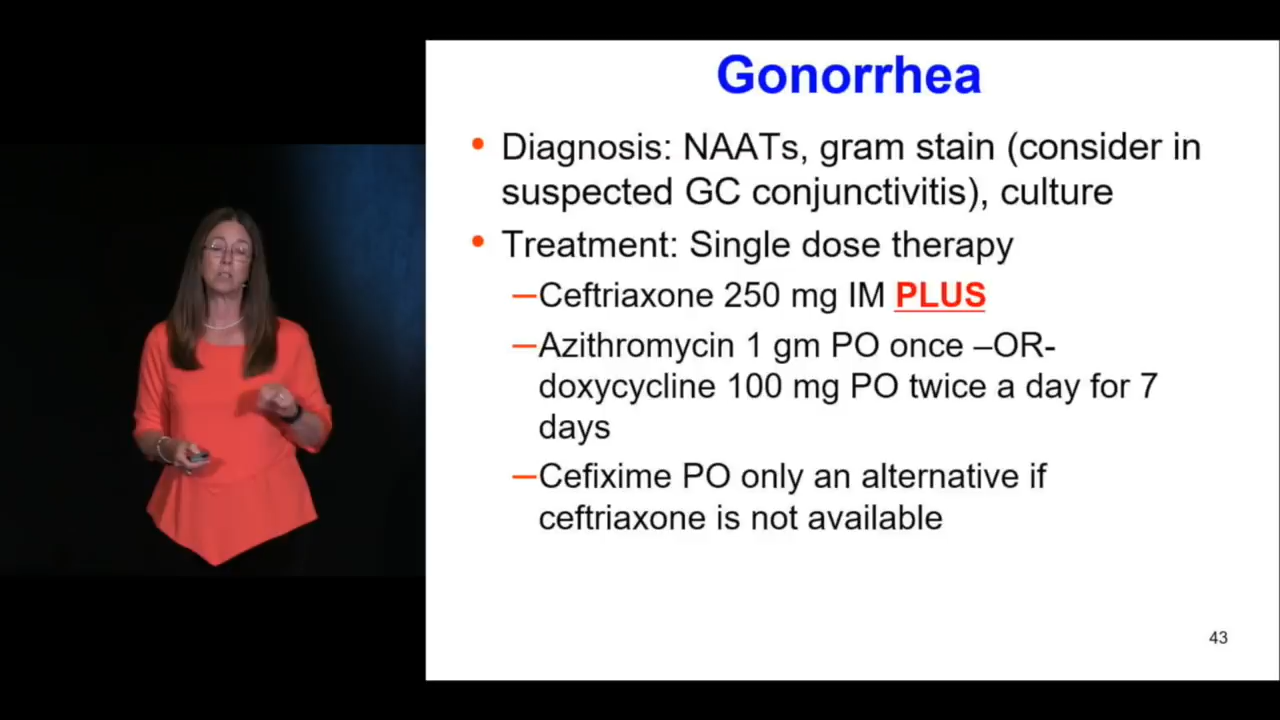 Gonorrhea
• Diagnosis: NAATs, gram stain (consider in
suspected GC conjunctivitis), culture
• Treatment: Single dose therapy
–Ceftriaxone 250 mg IM PLUS
–Azithromycin 1 gm PO once –OR-
doxycycline 100 mg PO twice a day for 7
days
–Cefixime PO only an alternative if
ceftriaxone is not available
43